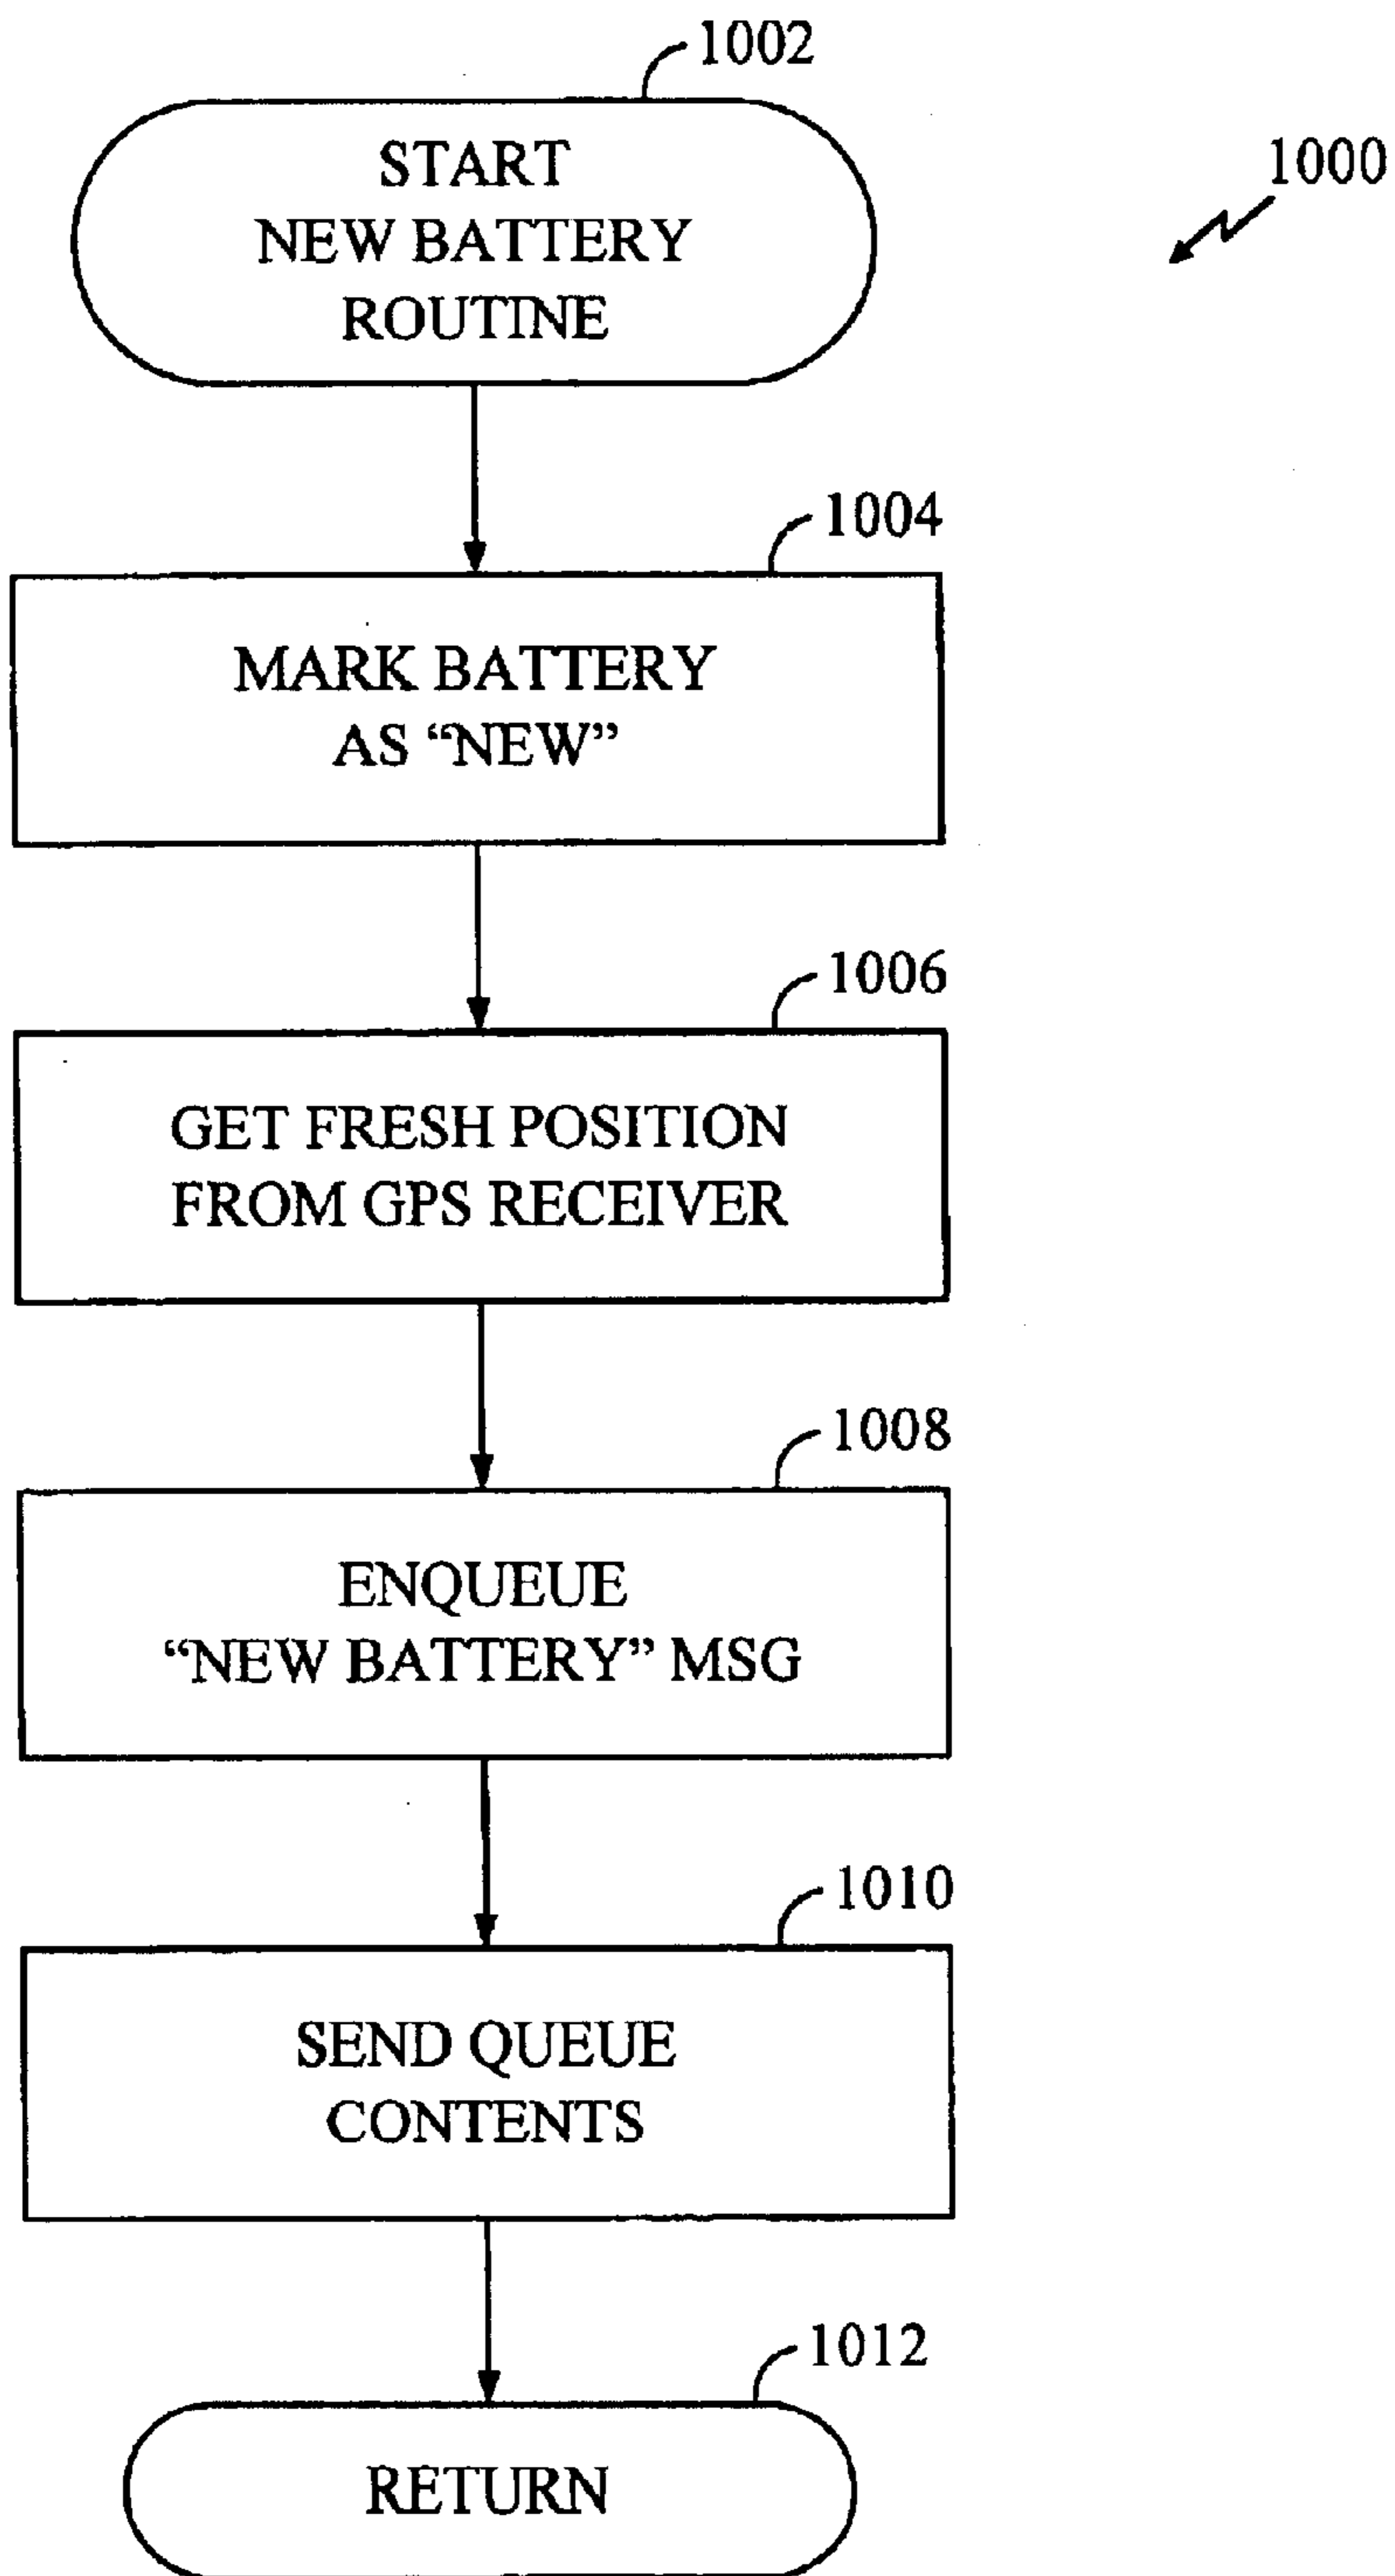 1002
START
NEW BATTERY
ROUTINE
1000
1004
MARK BATTERY
AS “NEW”
1006
GET FRESH POSITION
FROM GPS RECEIVER
1008
ENQUEUE
“NEW BATTERY” MSG
1010
SEND QUEUE
CONTENTS
1012
RETURN